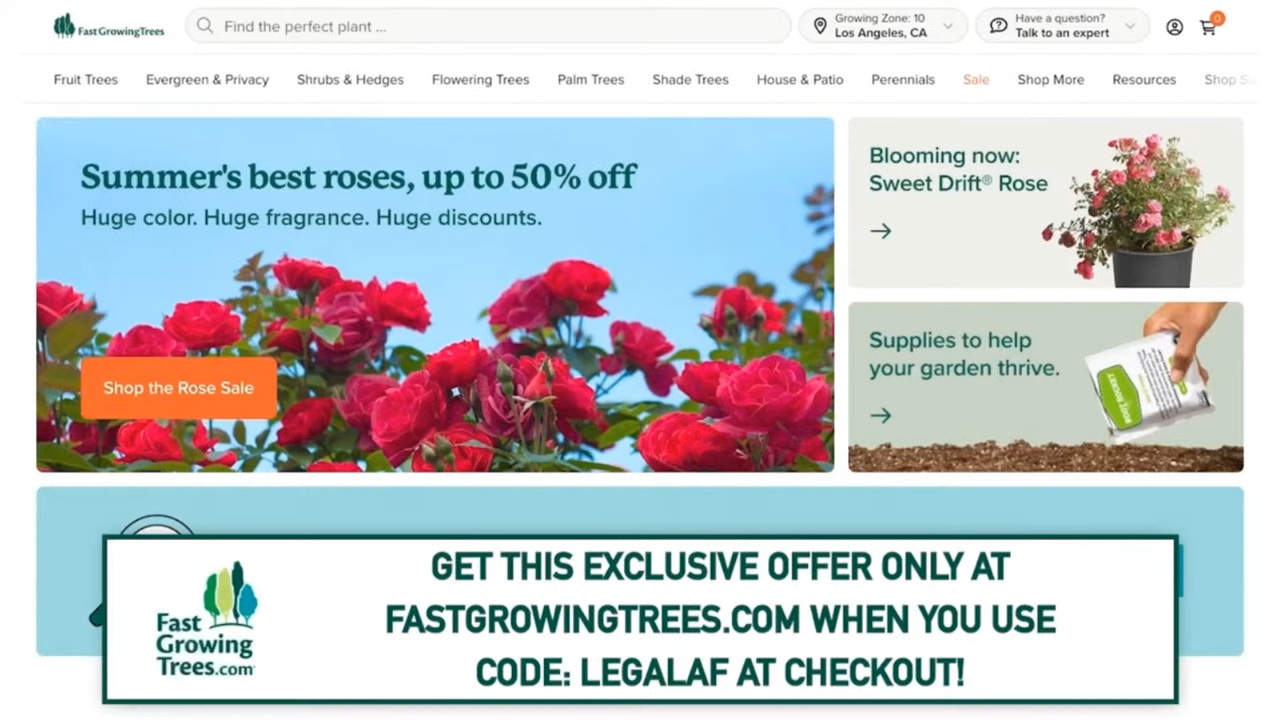 FastGrowingTrees
Find the perfect plant ...
Growing Zone: 10
Los Angeles, CA
Have a question?
Talk to an expert
0
Fruit Trees
Evergreen & Privacy
Shrubs & Hedges
Flowering Trees
Palm Trees
Shade Trees
House & Patio
Perennials
Sale
Shop More
Resources
Shop
Summer's best roses, up to 50% off
Huge color. Huge fragrance. Huge discounts.
Shop the Rose Sale
Blooming now:
Sweet Drift® Rose
Supplies to help
your garden thrive.
Fast
Growing
Trees.com
GET THIS EXCLUSIVE OFFER ONLY AT
FASTGROWINGTREES.COM WHEN YOU USE
CODE: LEGALAF AT CHECKOUT!